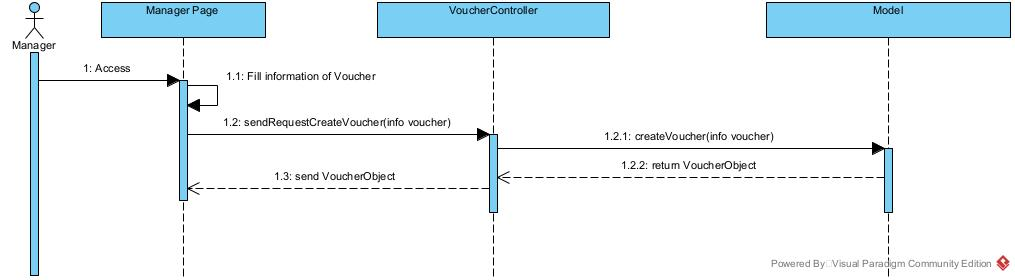 Manager Page
VoucherController
Model
Manager
1: Access
1.1: Fill information of Voucher
1.2: sendRequestCreateVoucher(info voucher)
1.2.1: createVoucher(info voucher)
1.2.2: return VoucherObject
1.3: send VoucherObject
Powered By Visual Paradigm Community Edition